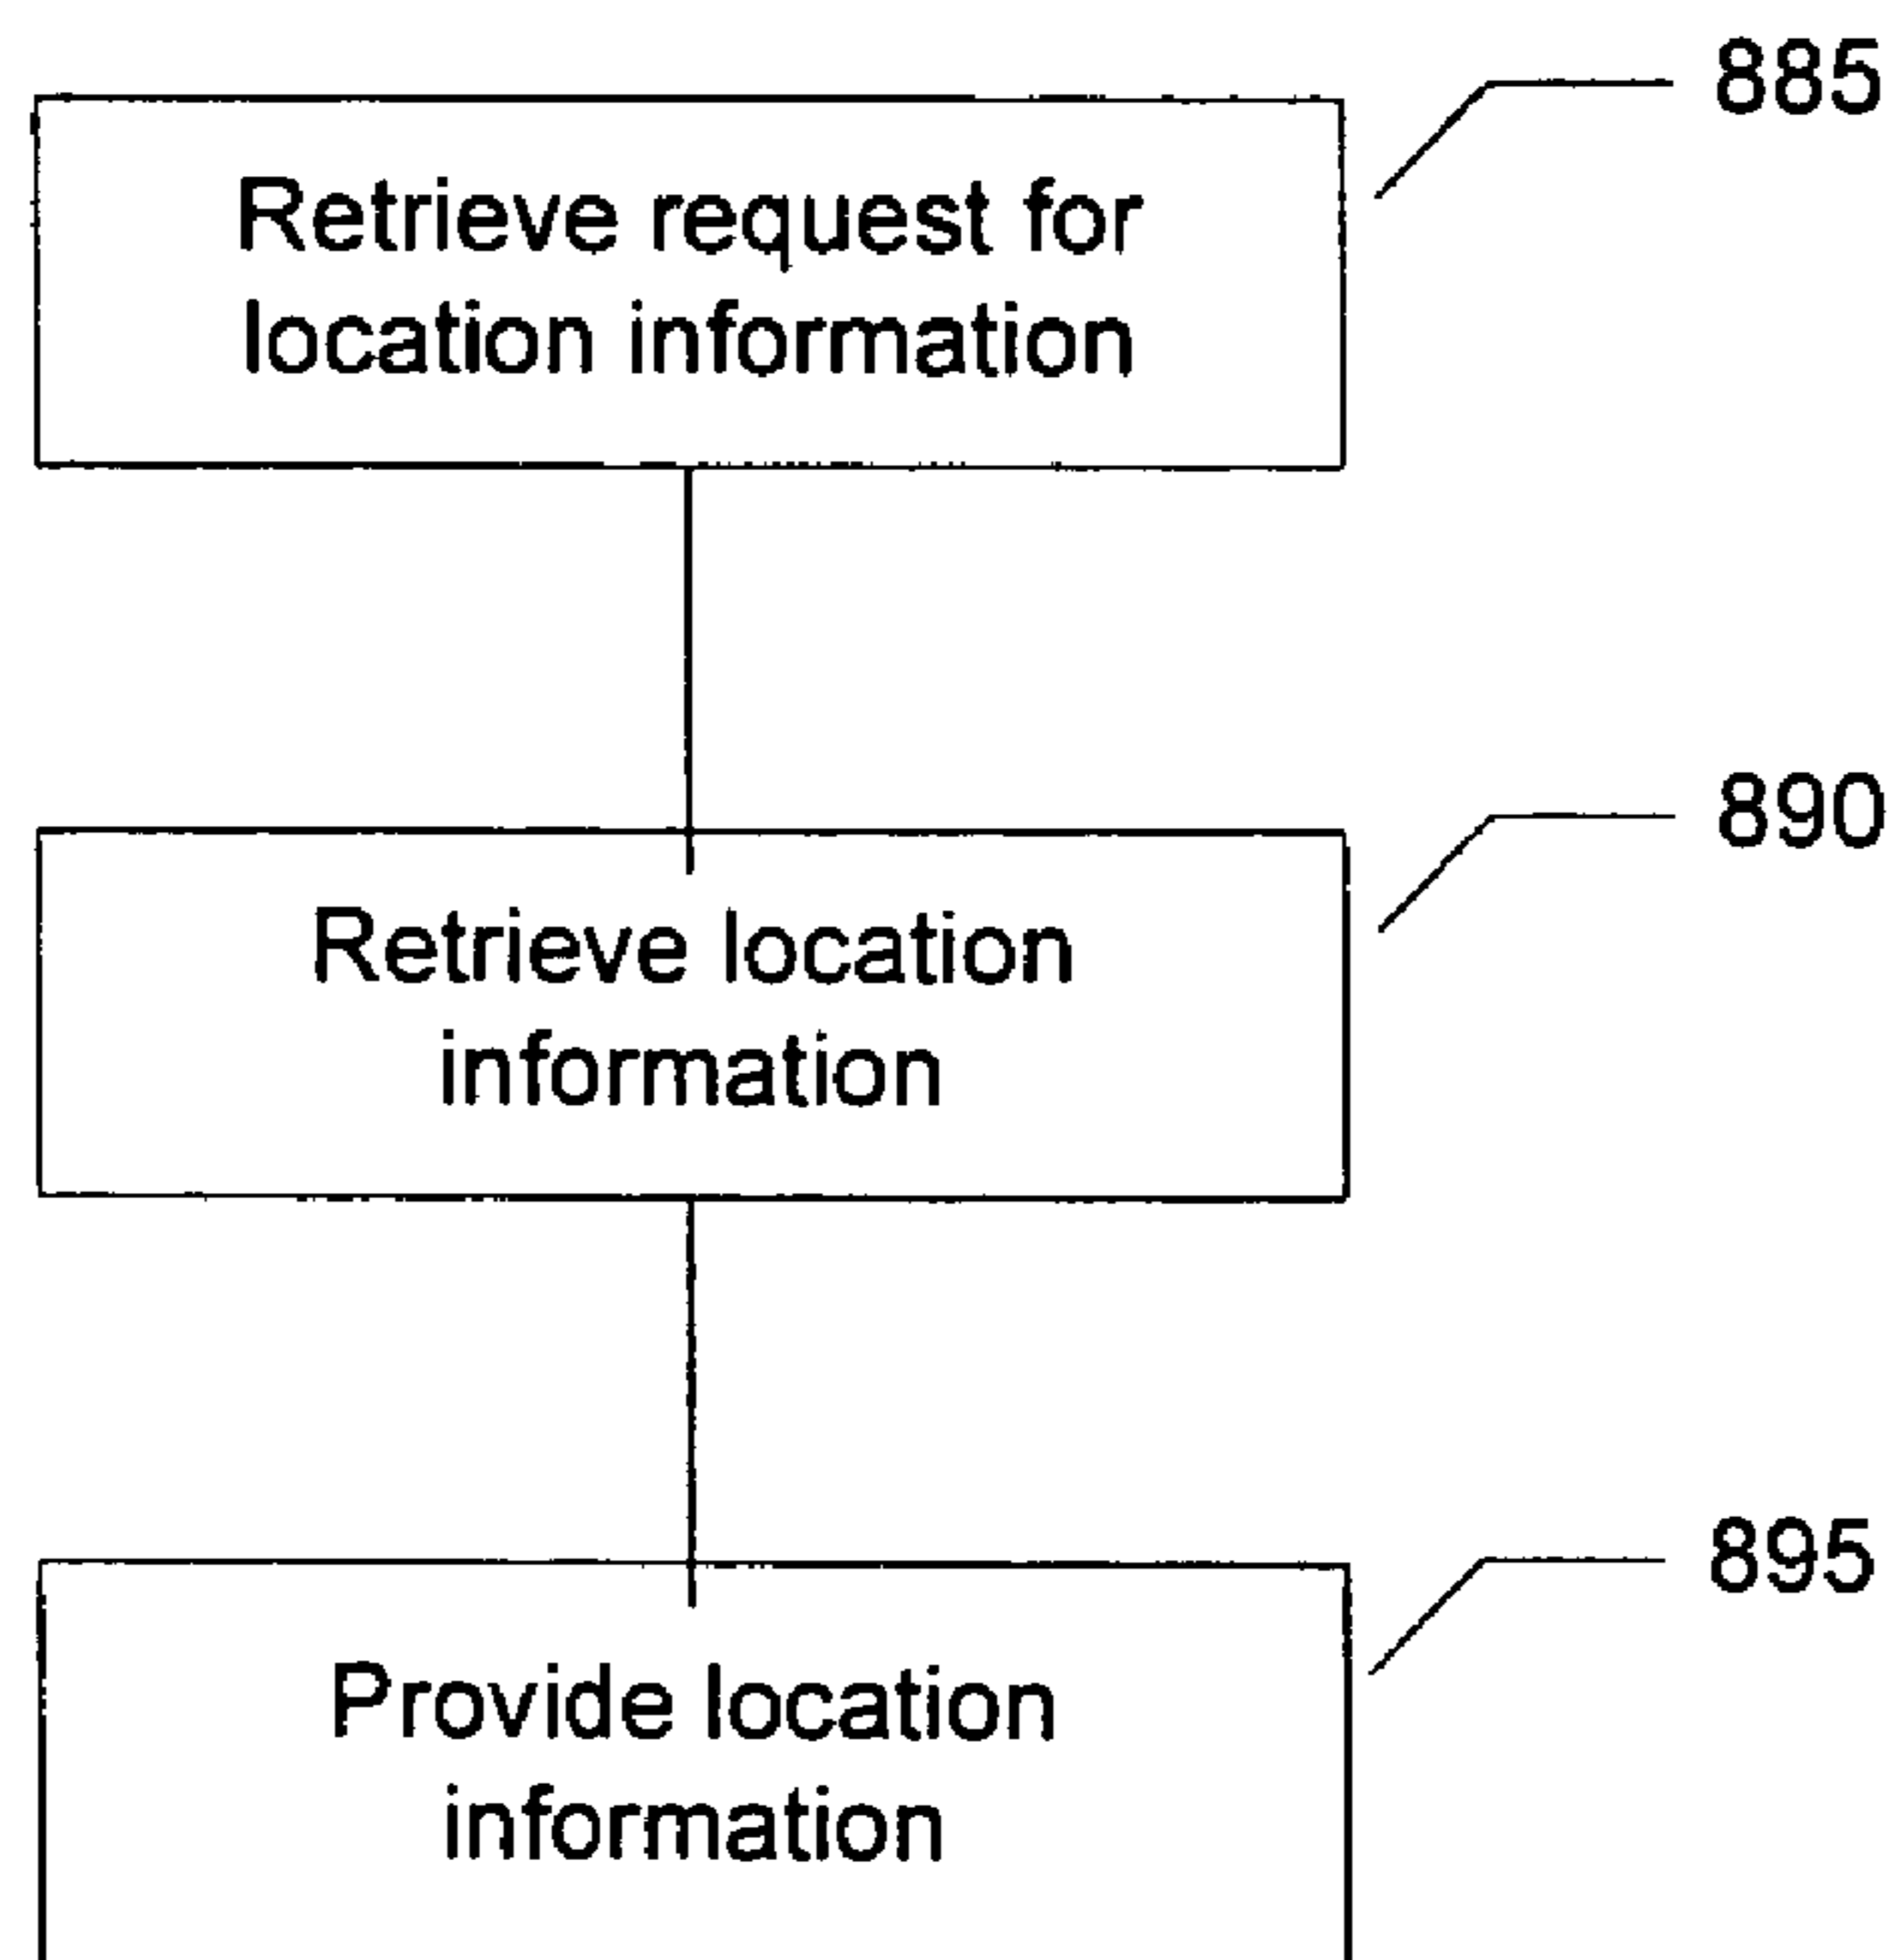 885
Retrieve request for
location information
890
Retrieve location
information
895
Provide location
information